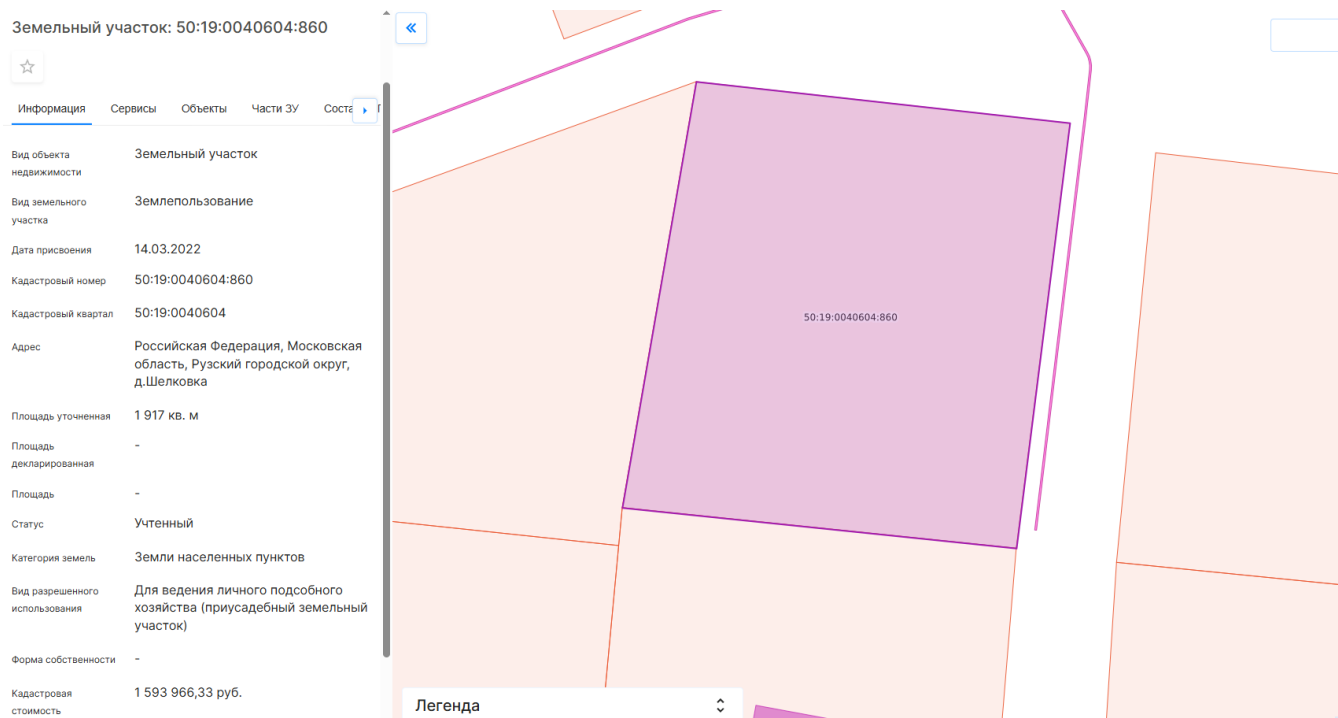 Земельный участок: 50:19:0040604:860
Информация Сервисы Объекты Части ЗУ Соста
Вид объекта
недвижимости
Земельный участок
Вид земельного
участка
Землепользование
Дата присвоения
14.03.2022
Кадастровый номер
50:19:0040604:860
Кадастровый квартал
50:19:0040604
Адрес
Российская Федерация, Московская
область, Рузский городской округ,
д.Шелковка
Площадь уточненная
1 917 кв. м
Площадь
декларированная
-
Площадь
-
Статус
Учтенный
Категория земель
Земли населенных пунктов
Вид разрешенного
использования
Для ведения личного подсобного
хозяйства (приусадебный земельный
участок)
Форма собственности
-
Кадастровая
стоимость
1 593 966,33 руб.
50:19:0040604:860
Легенда